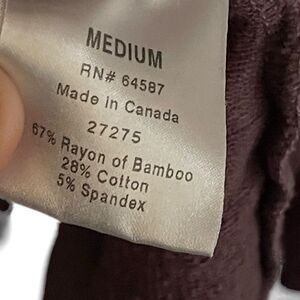 MEDIUM
RN# 64587
Made in Canada
27275
67% Rayon of Bamboo
28% Cotton
5% Spandex